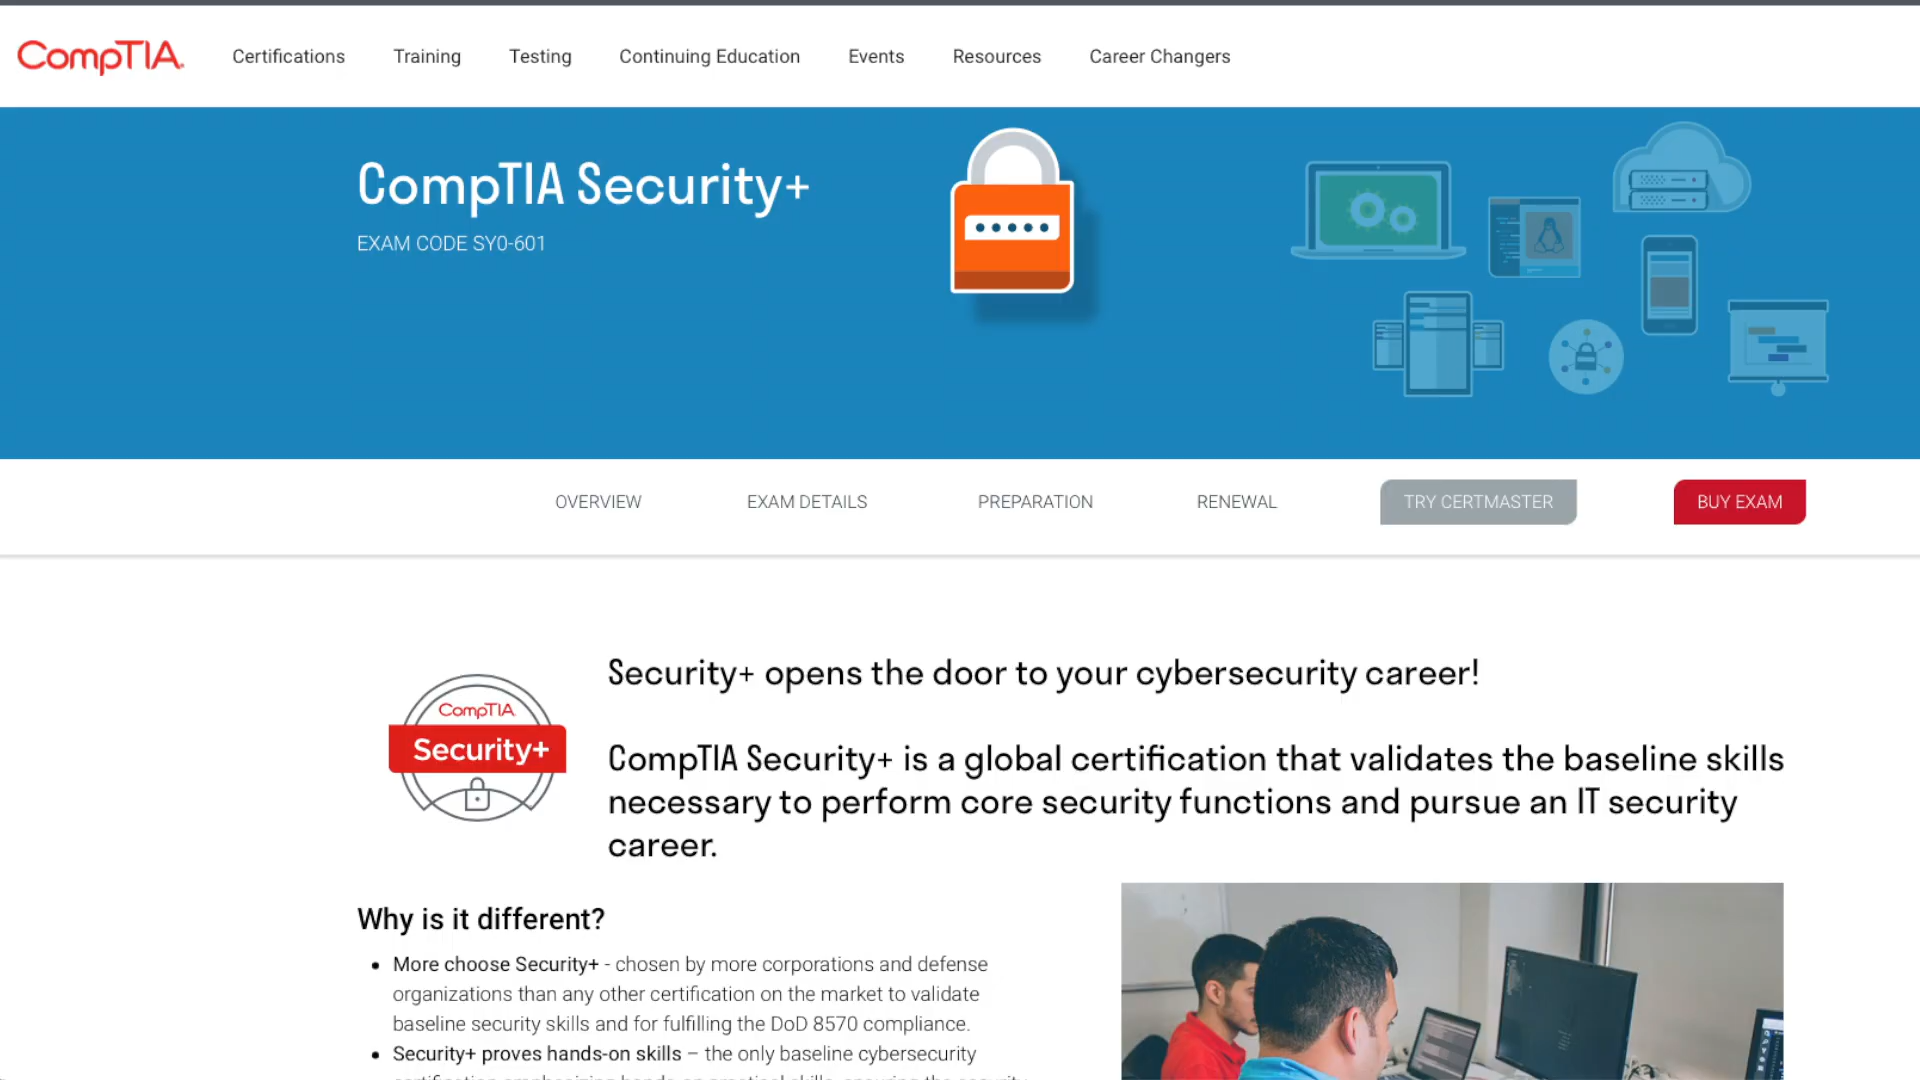 CompTIA.
Certifications
Training
Testing
Continuing Education
Events
Resources
Career Changers
CompTIA Security+
EXAM CODE SY0-601
OVERVIEW
EXAM DETAILS
PREPARATION
RENEWAL
TRY CERTMASTER
BUY EXAM
CompTIA.
Security+
Security+ opens the door to your cybersecurity career!
CompTIA Security+ is a global certification that validates the baseline skills
necessary to perform core security functions and pursue an IT security
career.
Why is it different?
• More choose Security+ - chosen by more corporations and defense
organizations than any other certification on the market to validate
baseline security skills and for fulfilling the DoD 8570 compliance.
• Security+ proves hands-on skills – the only baseline cybersecurity